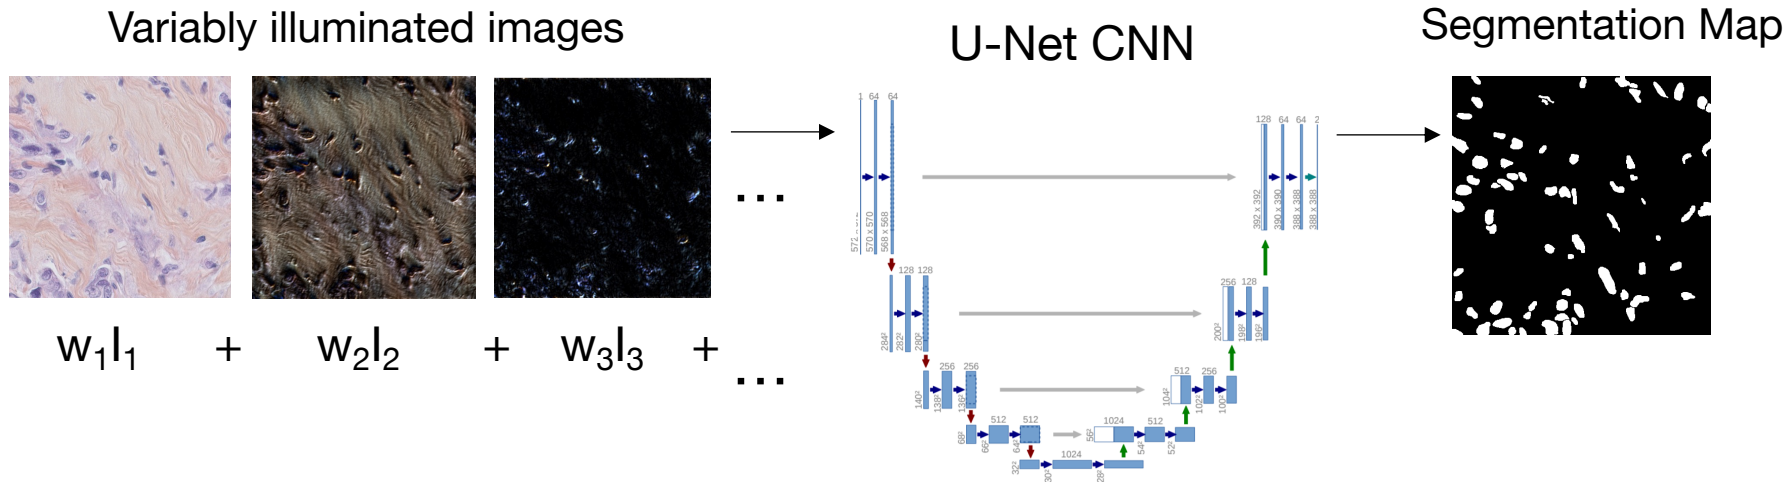 Variably illuminated images
U-Net CNN
Segmentation Map
w₁I₁ + w₂I₂ + w₃I₃ + ...
...
1 64 64
570 x 570
568 x 568
128 128
284²
282²
280²
256 256
140²
138²
136²
512 512
68²
66²
64²
1024
32²
30²
28²
1024 512
56²
54²
52²
512 256
104²
102²
100²
256 128
200²
198²
196²
128 64 64 2
392 x 392
390 x 390
388 x 388
388 x 388